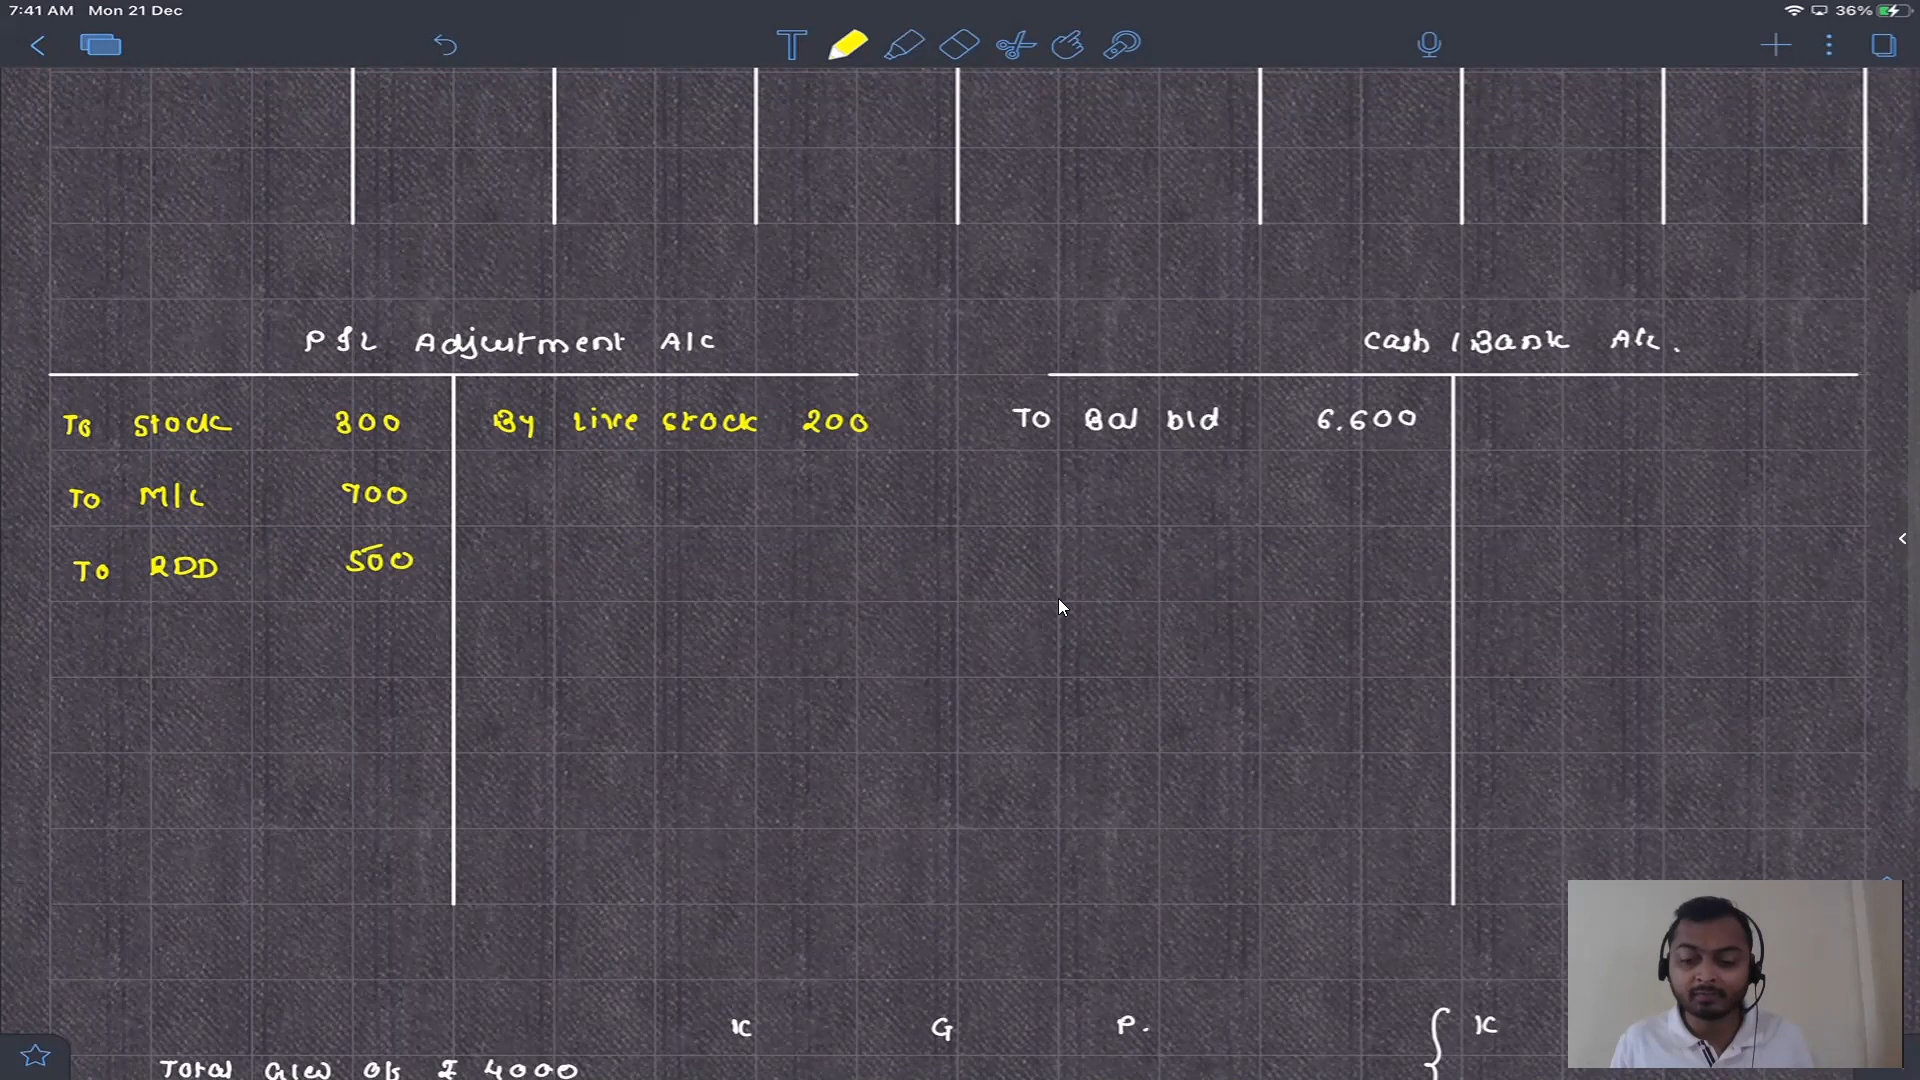 7:41 AM Mon 21 Dec
36%
T
P & L Adjustment A/c
Cash / Bank A/c.
To Stock 300
By Live stock 200
To Bal b/d 6,600
To M/c 700
To RDD 500
K G P. { K
Total G/W o/s ₹ 4000